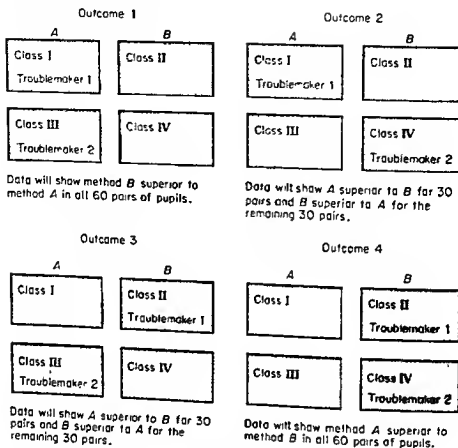 Outcome 1
A
B
Class I
Troublemaker 1
Class II
Class III
Troublemaker 2
Class IV
Data will show method B superior to
method A in all 60 pairs of pupils.
Outcome 2
A
B
Class I
Troublemaker 1
Class II
Class III
Class IV
Troublemaker 2
Data will show A superior to B for 30
pairs and B superior to A for the
remaining 30 pairs.
Outcome 3
A
B
Class I
Class II
Troublemaker 1
Class III
Troublemaker 2
Class IV
Data will show A superior to B for 30
pairs and B superior to A for the
remaining 30 pairs.
Outcome 4
A
B
Class I
Class II
Troublemaker 1
Class III
Class IV
Troublemaker 2
Data will show method A superior to
method B in all 60 pairs of pupils.